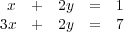 x + 2y = 1
3x + 2y = 7